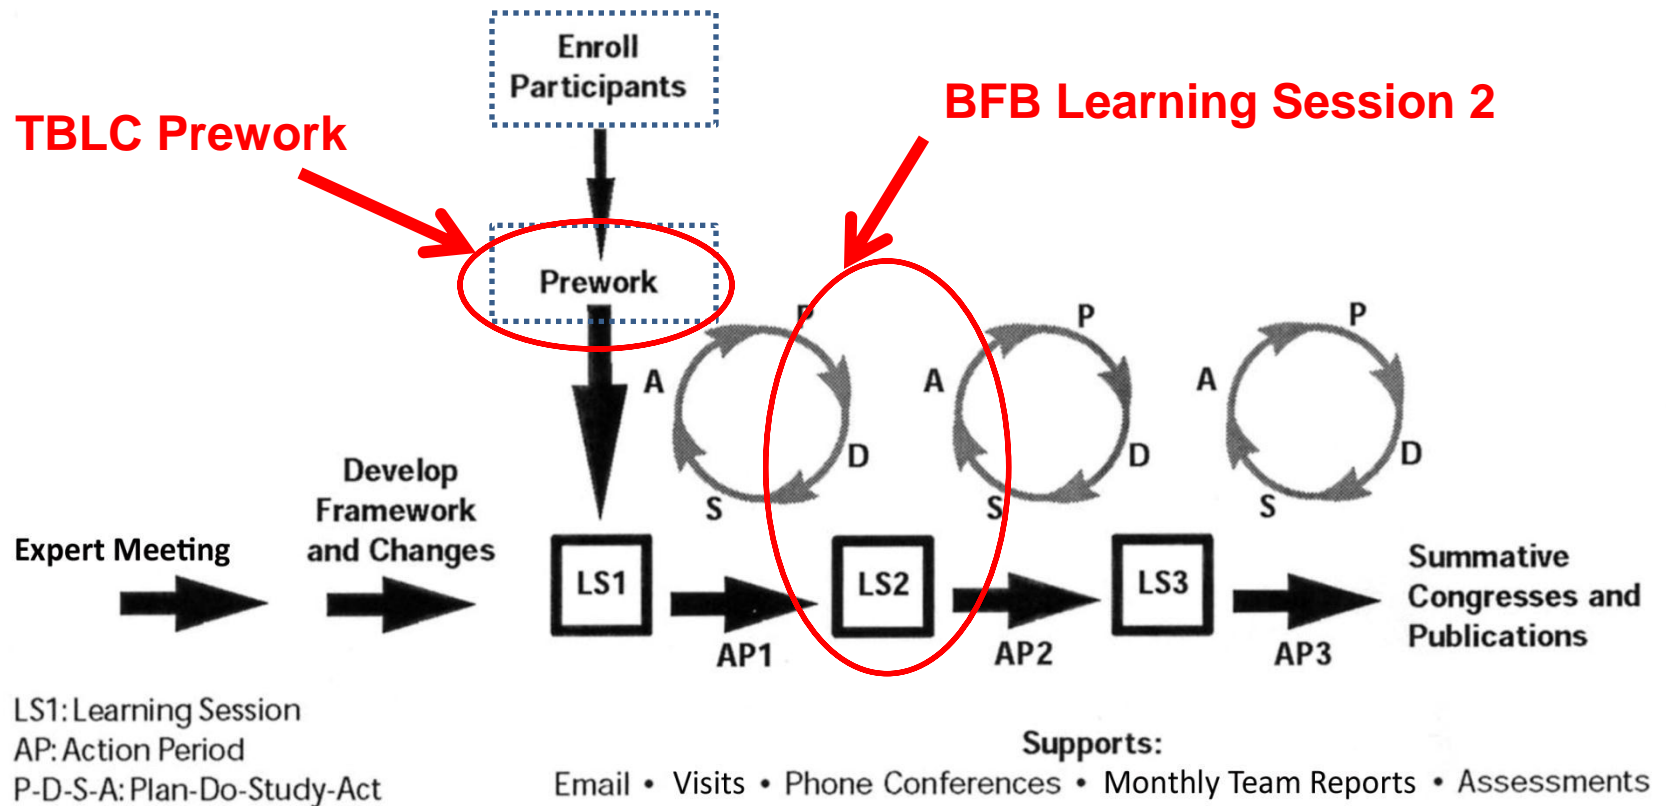 Enroll
Participants
TBLC Prework
BFB Learning Session 2
Prework
P
D
S
A
P
D
S
A
P
D
S
A
Expert Meeting
Develop
Framework
and Changes
LS1
AP1
LS2
AP2
LS3
AP3
Summative
Congresses and
Publications
LS1: Learning Session
AP: Action Period
P-D-S-A: Plan-Do-Study-Act
Supports:
Email • Visits • Phone Conferences • Monthly Team Reports • Assessments